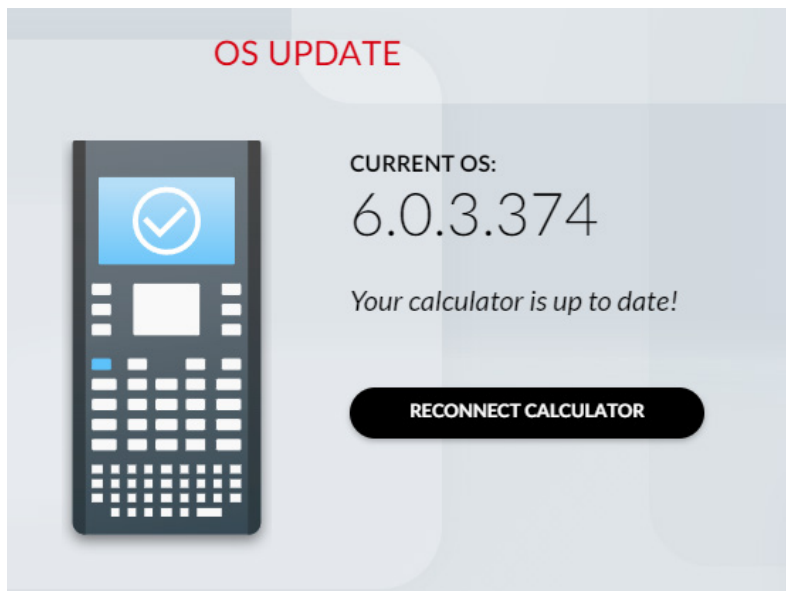 OS UPDATE
CURRENT OS:
6.0.3.374
Your calculator is up to date!
RECONNECT CALCULATOR